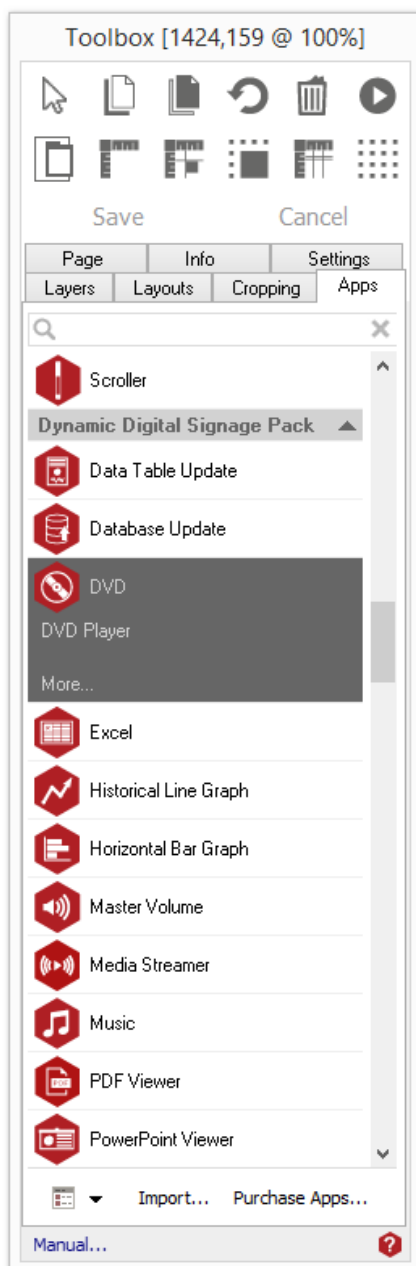 Toolbox [1424,159 @ 100%]
Save Cancel
Page Info Settings
Layers Layouts Cropping Apps
Scroller
Dynamic Digital Signage Pack
Data Table Update
Database Update
DVD
DVD Player
More...
Excel
Historical Line Graph
Horizontal Bar Graph
Master Volume
Media Streamer
Music
PDF
PDF Viewer
PowerPoint Viewer
Import... Purchase Apps...
Manual... ?